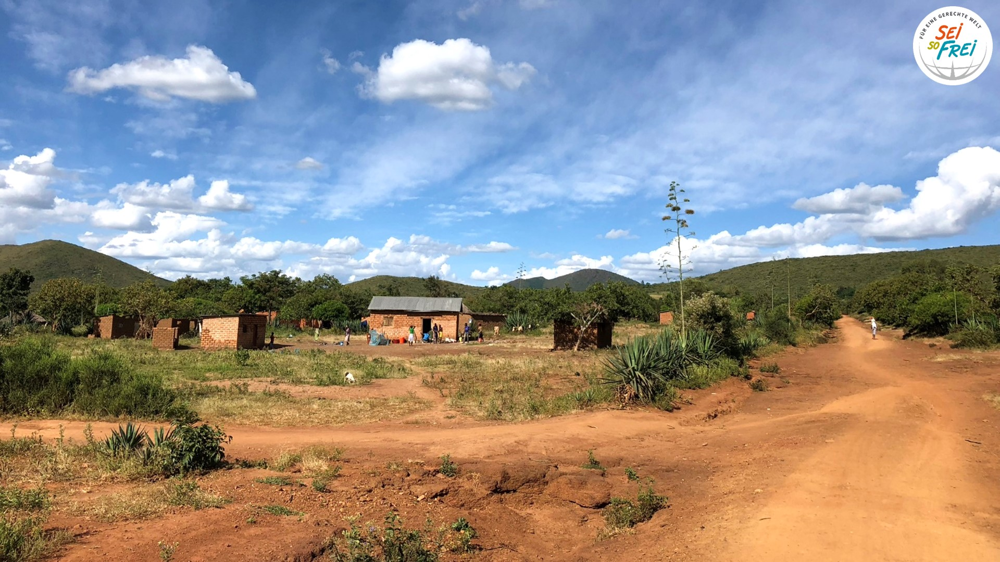 FÜR EINE GERECHTE WELT
SEi
SO FREi